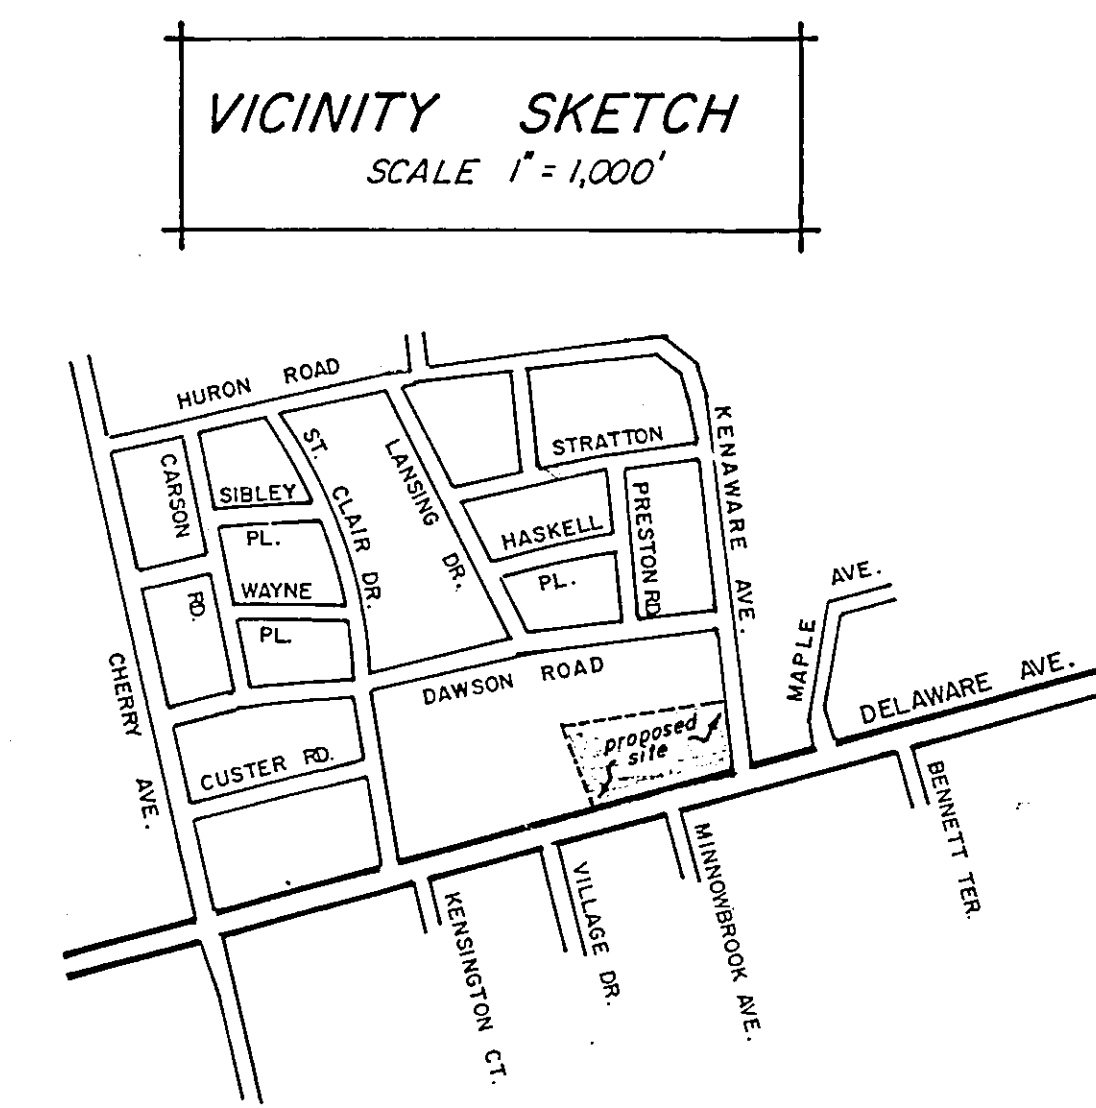 VICINITY SKETCH
SCALE 1" = 1,000'
HURON ROAD
KENAWARE AVE.
STRATTON
ST. CLAIR DR.
LANSING DR.
CARSON RD.
SIBLEY PL.
PRESTON RD
HASKELL PL.
WAYNE PL.
MAPLE AVE.
CHERRY AVE.
DAWSON ROAD
DELAWARE AVE.
proposed
site
CUSTER RD.
BENNETT TER.
MINNOWBROOK AVE.
VILLAGE DR.
KENSINGTON CT.